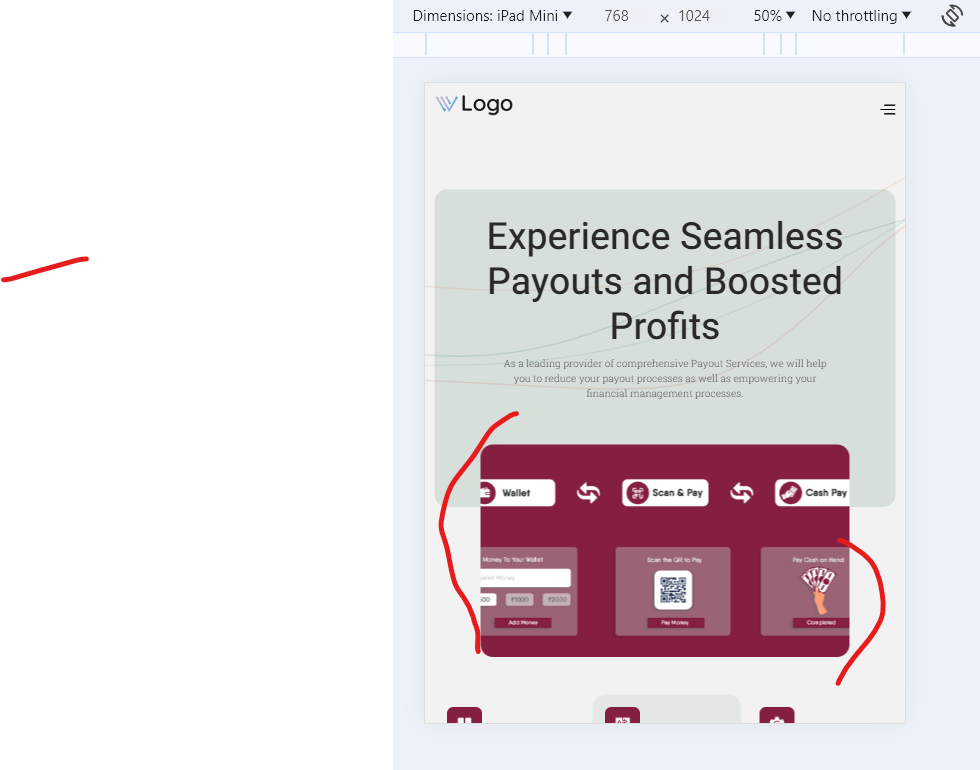 Dimensions: iPad Mini ▼ 768 × 1024 50% ▼ No throttling ▼
Logo
Experience Seamless
Payouts and Boosted
Profits
As a leading provider of comprehensive Payout Services, we will help
you to reduce your payout processes as well as empowering your
financial management processes.
Wallet Scan & Pay Cash Pay
Money To Your Wallet Scan the QR to Pay Pay Cash on Hand
Money
500 ₹1000 ₹2000
Add Money Pay Money Completed